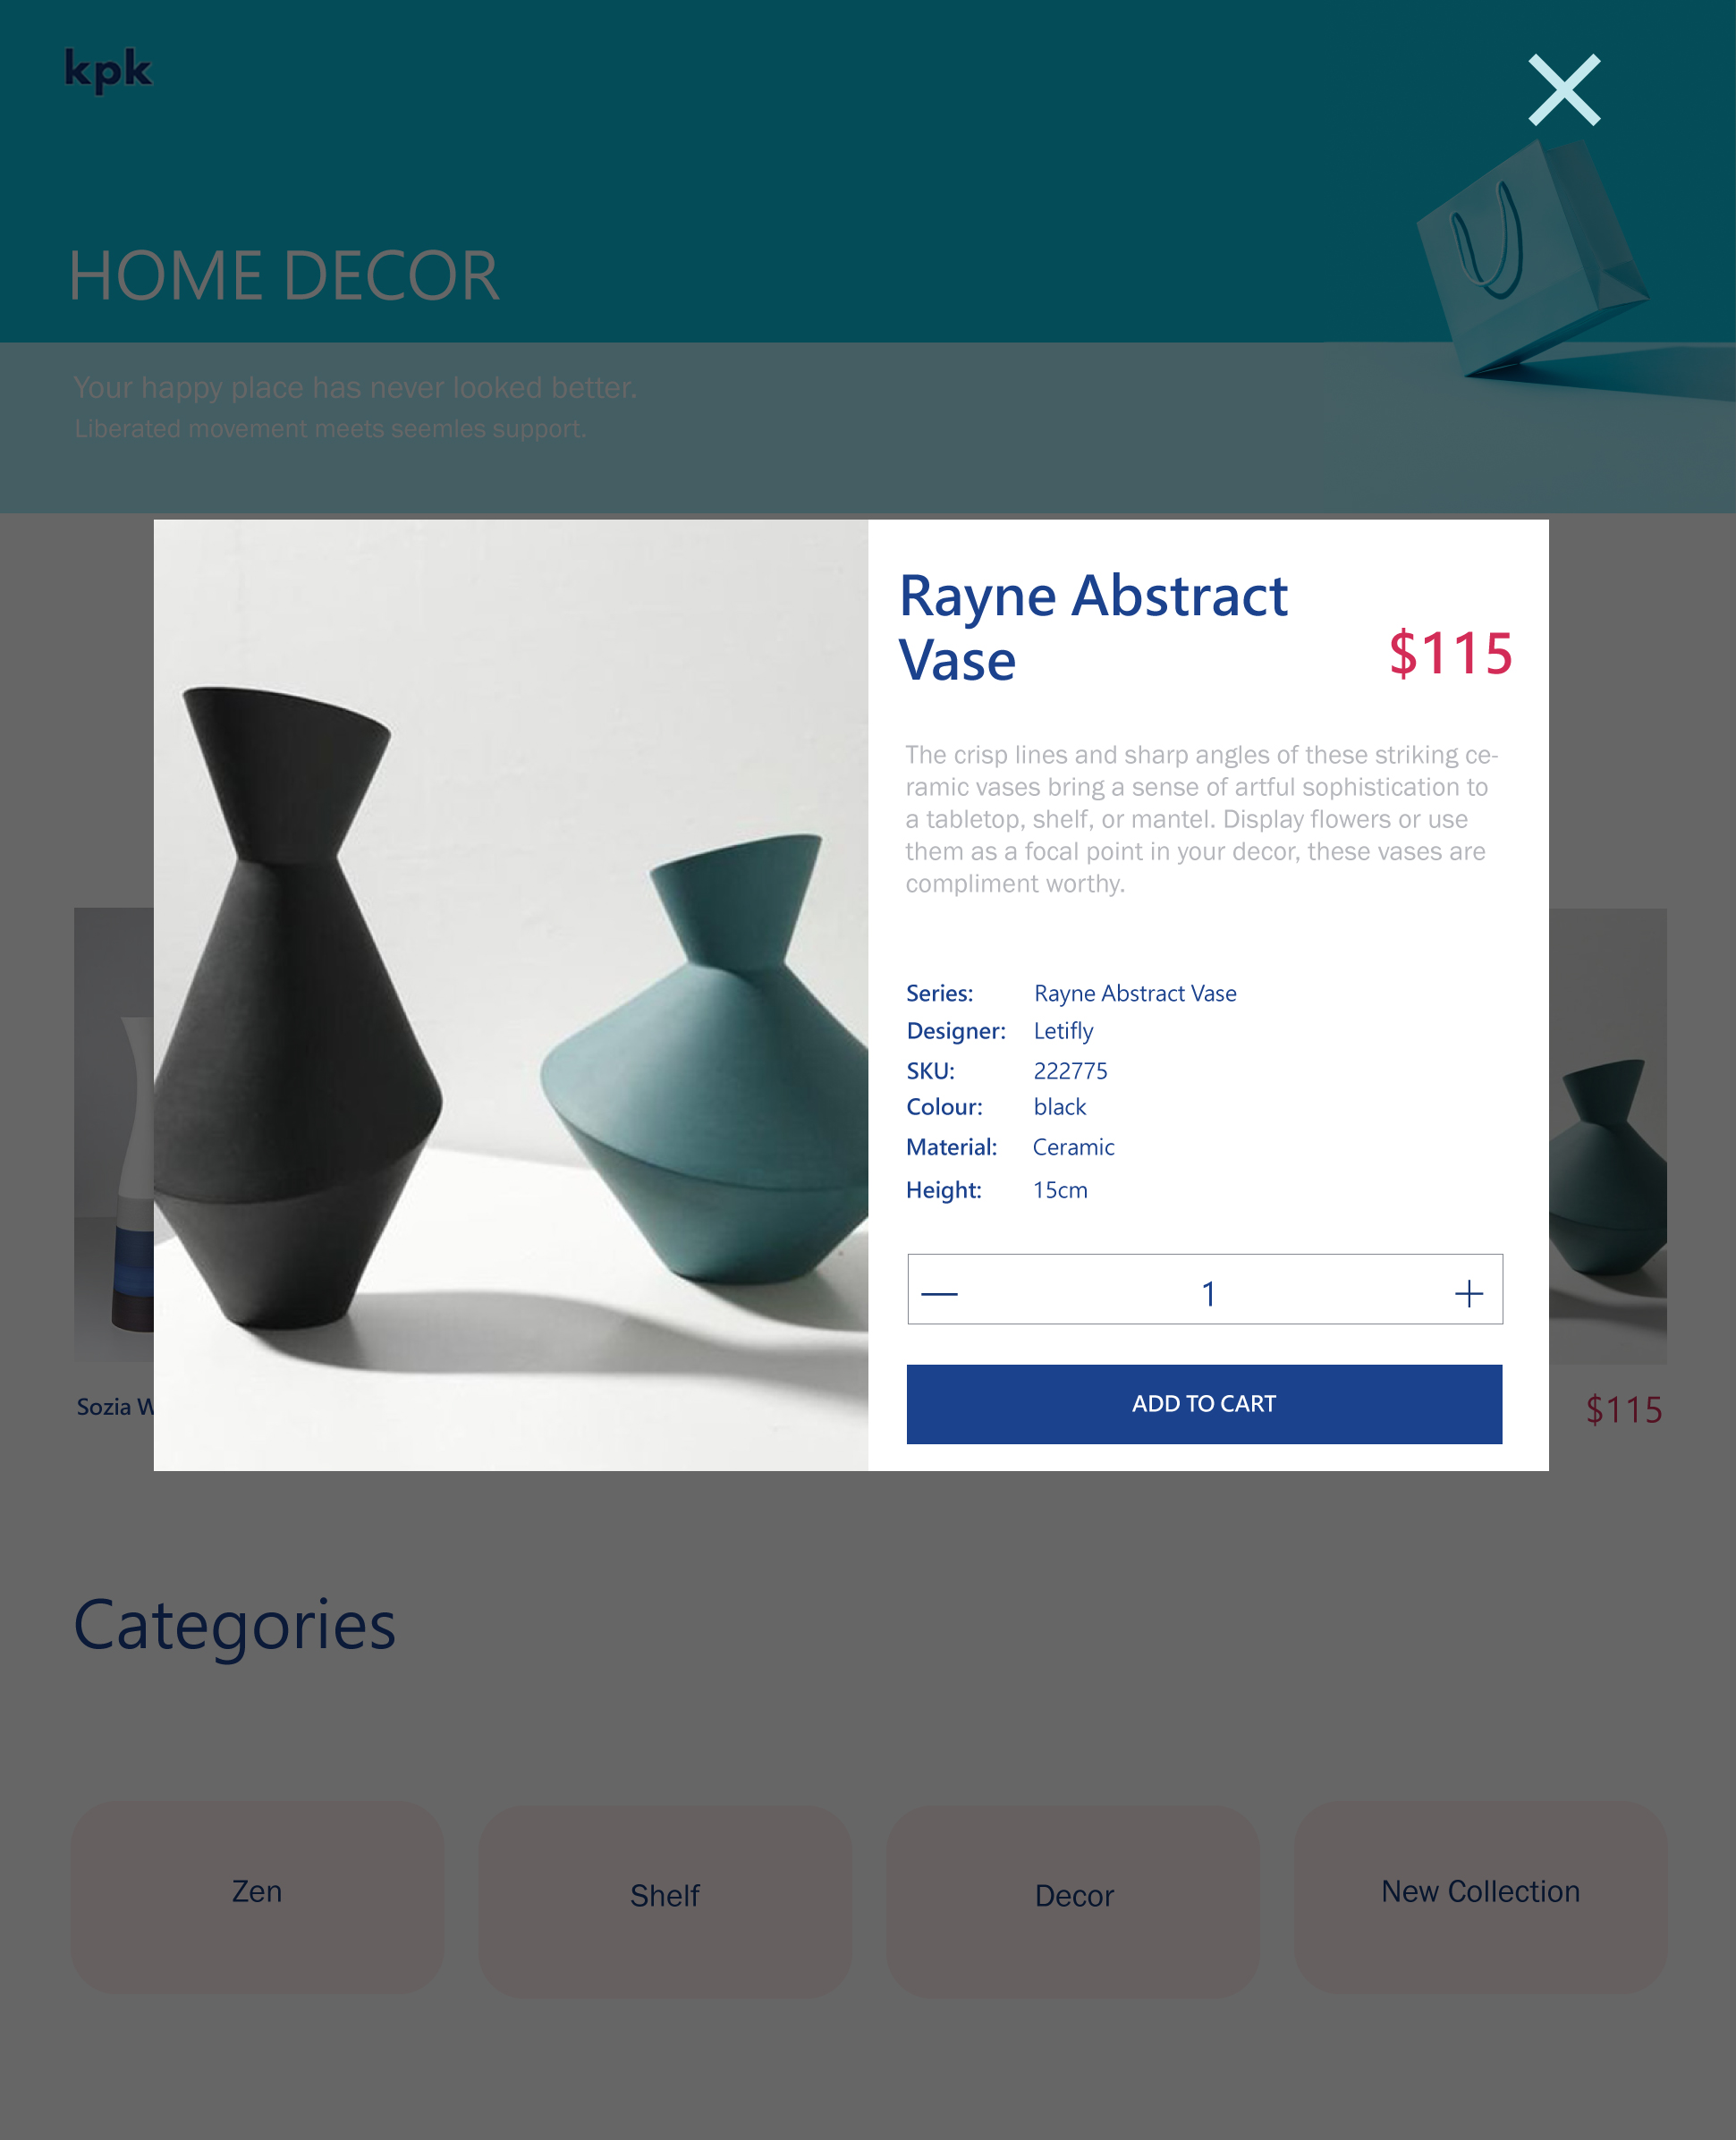 kpk
HOME DECOR
Your happy place has never looked better.
Liberated movement meets seemles support.
Rayne Abstract
Vase
$115
The crisp lines and sharp angles of these striking ce-
ramic vases bring a sense of artful sophistication to
a tabletop, shelf, or mantel. Display flowers or use
them as a focal point in your decor, these vases are
compliment worthy.
Series: Rayne Abstract Vase
Designer: Letifly
SKU: 222775
Colour: black
Material: Ceramic
Height: 15cm
1
ADD TO CART
Sozia
$115
Categories
Zen
Shelf
Decor
New Collection